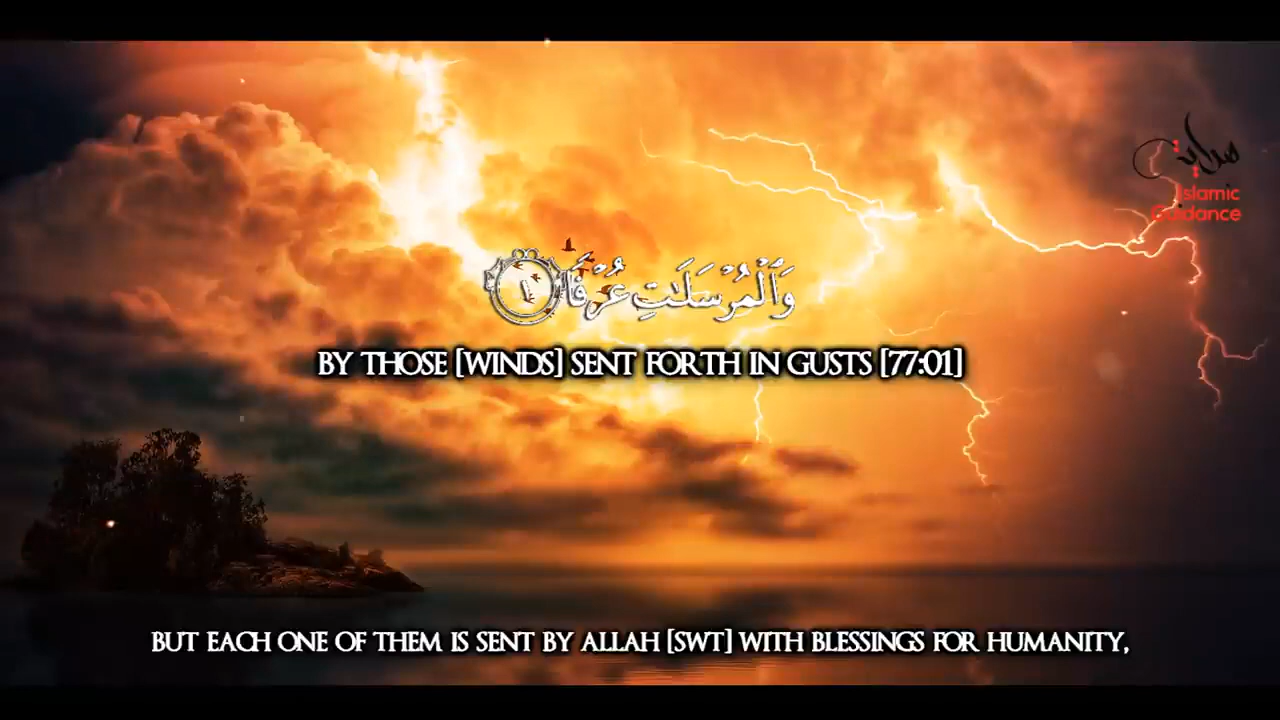 هداية
Islamic
Guidance
وَٱلْمُرْسَلَـٰتِ عُرْفًا ١
BY THOSE [WINDS] SENT FORTH IN GUSTS [77:01]
BUT EACH ONE OF THEM IS SENT BY ALLAH [SWT] WITH BLESSINGS FOR HUMANITY,